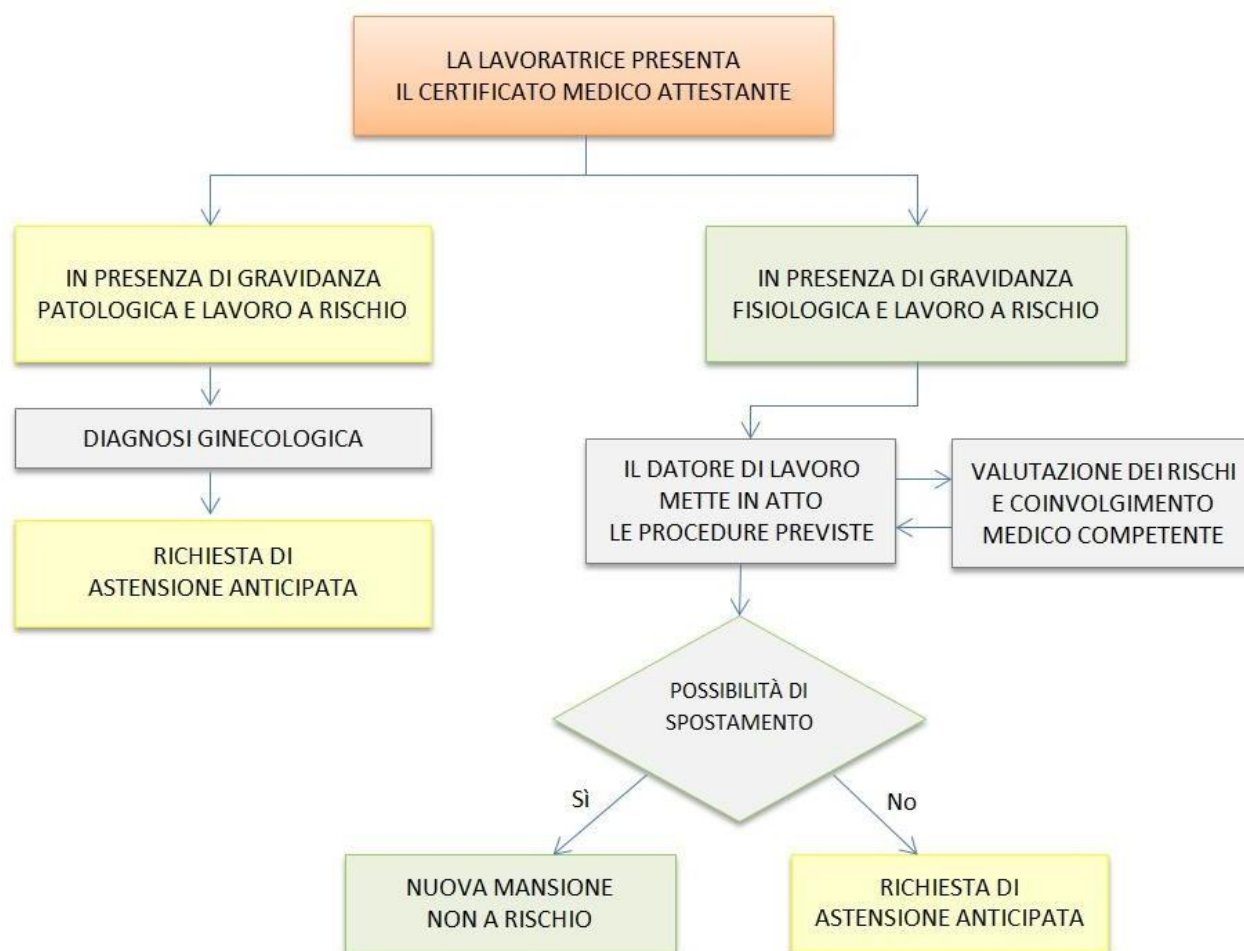 LA LAVORATRICE PRESENTA
IL CERTIFICATO MEDICO ATTESTANTE
IN PRESENZA DI GRAVIDANZA
PATOLOGICA E LAVORO A RISCHIO
IN PRESENZA DI GRAVIDANZA
FISIOLOGICA E LAVORO A RISCHIO
DIAGNOSI GINECOLOGICA
IL DATORE DI LAVORO
METTE IN ATTO
LE PROCEDURE PREVISTE
VALUTAZIONE DEI RISCHI
E COINVOLGIMENTO
MEDICO COMPETENTE
RICHIESTA DI
ASTENSIONE ANTICIPATA
POSSIBILITÀ DI
SPOSTAMENTO
Sì
No
NUOVA MANSIONE
NON A RISCHIO
RICHIESTA DI
ASTENSIONE ANTICIPATA